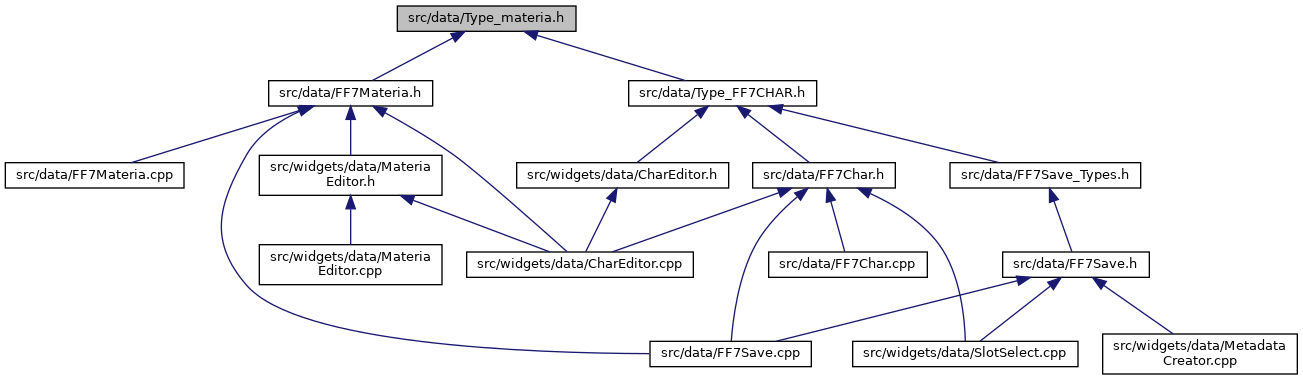 src/data/Type_materia.h
src/data/FF7Materia.h
src/data/Type_FF7CHAR.h
src/data/FF7Materia.cpp
src/widgets/data/Materia
Editor.h
src/widgets/data/CharEditor.h
src/data/FF7Char.h
src/data/FF7Save_Types.h
src/widgets/data/Materia
Editor.cpp
src/widgets/data/CharEditor.cpp
src/data/FF7Char.cpp
src/data/FF7Save.h
src/data/FF7Save.cpp
src/widgets/data/SlotSelect.cpp
src/widgets/data/Metadata
Creator.cpp